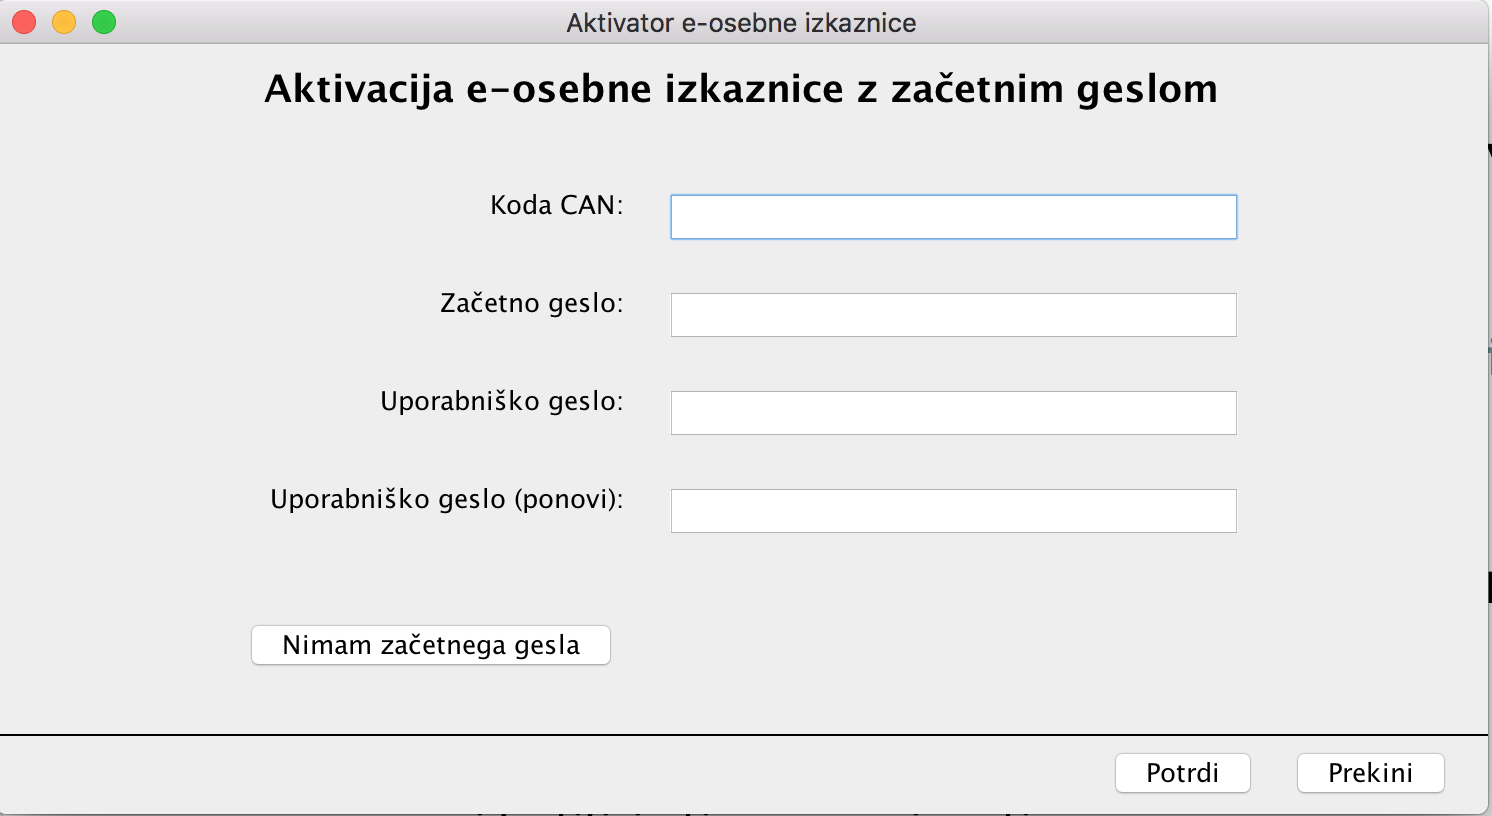 Aktivator e-osebne izkaznice
Aktivacija e-osebne izkaznice z začetnim geslom
Koda CAN:
Začetno geslo:
Uporabniško geslo:
Uporabniško geslo (ponovi):
Nimam začetnega gesla
Potrdi
Prekini